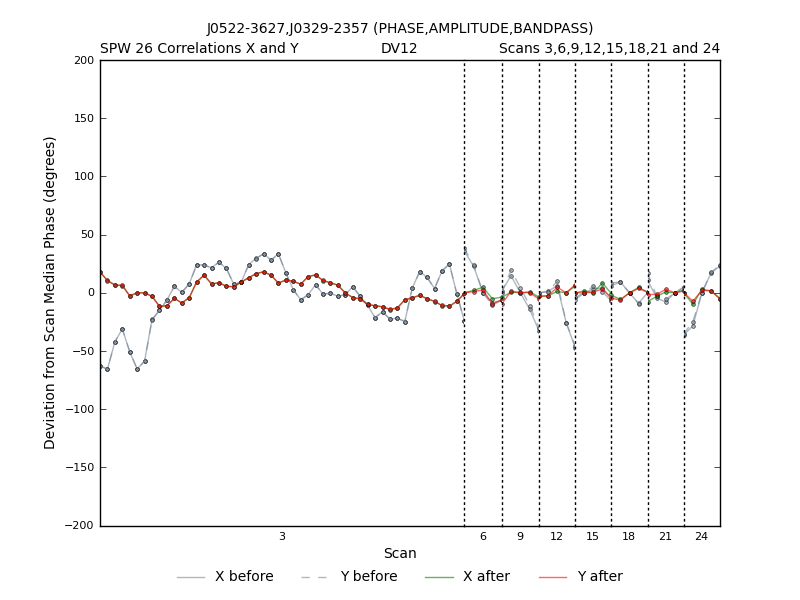 J0522-3627,J0329-2357 (PHASE,AMPLITUDE,BANDPASS)
SPW 26 Correlations X and Y DV12 Scans 3,6,9,12,15,18,21 and 24
200
150
100
50
0
−50
−100
−150
−200
Deviation from Scan Median Phase (degrees)
3 6 9 12 15 18 21 24
Scan
X before Y before X after Y after